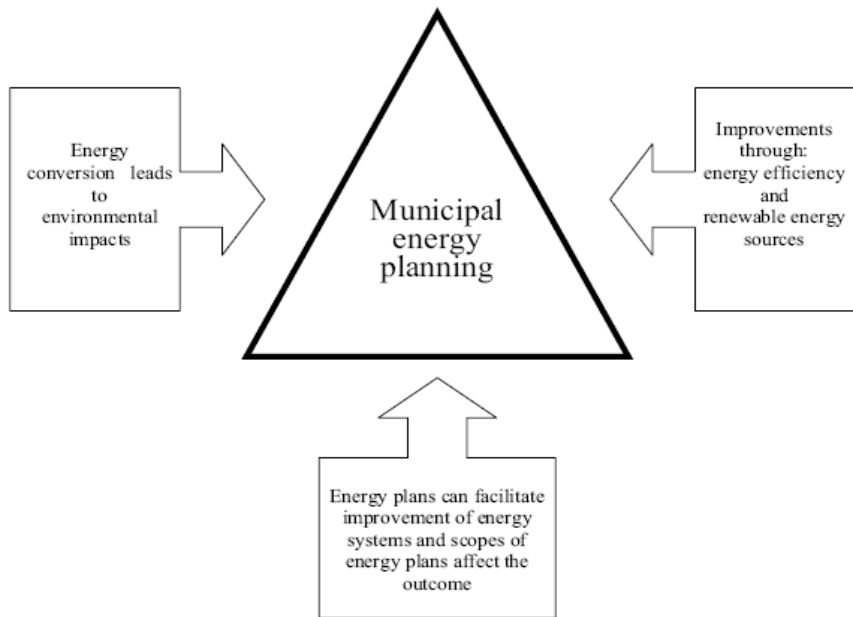 Energy
conversion leads
to
environmental
impacts
Municipal
energy
planning
Improvements
through:
energy efficiency
and
renewable energy
sources
Energy plans can facilitate
improvement of energy
systems and scopes of
energy plans affect the
outcome